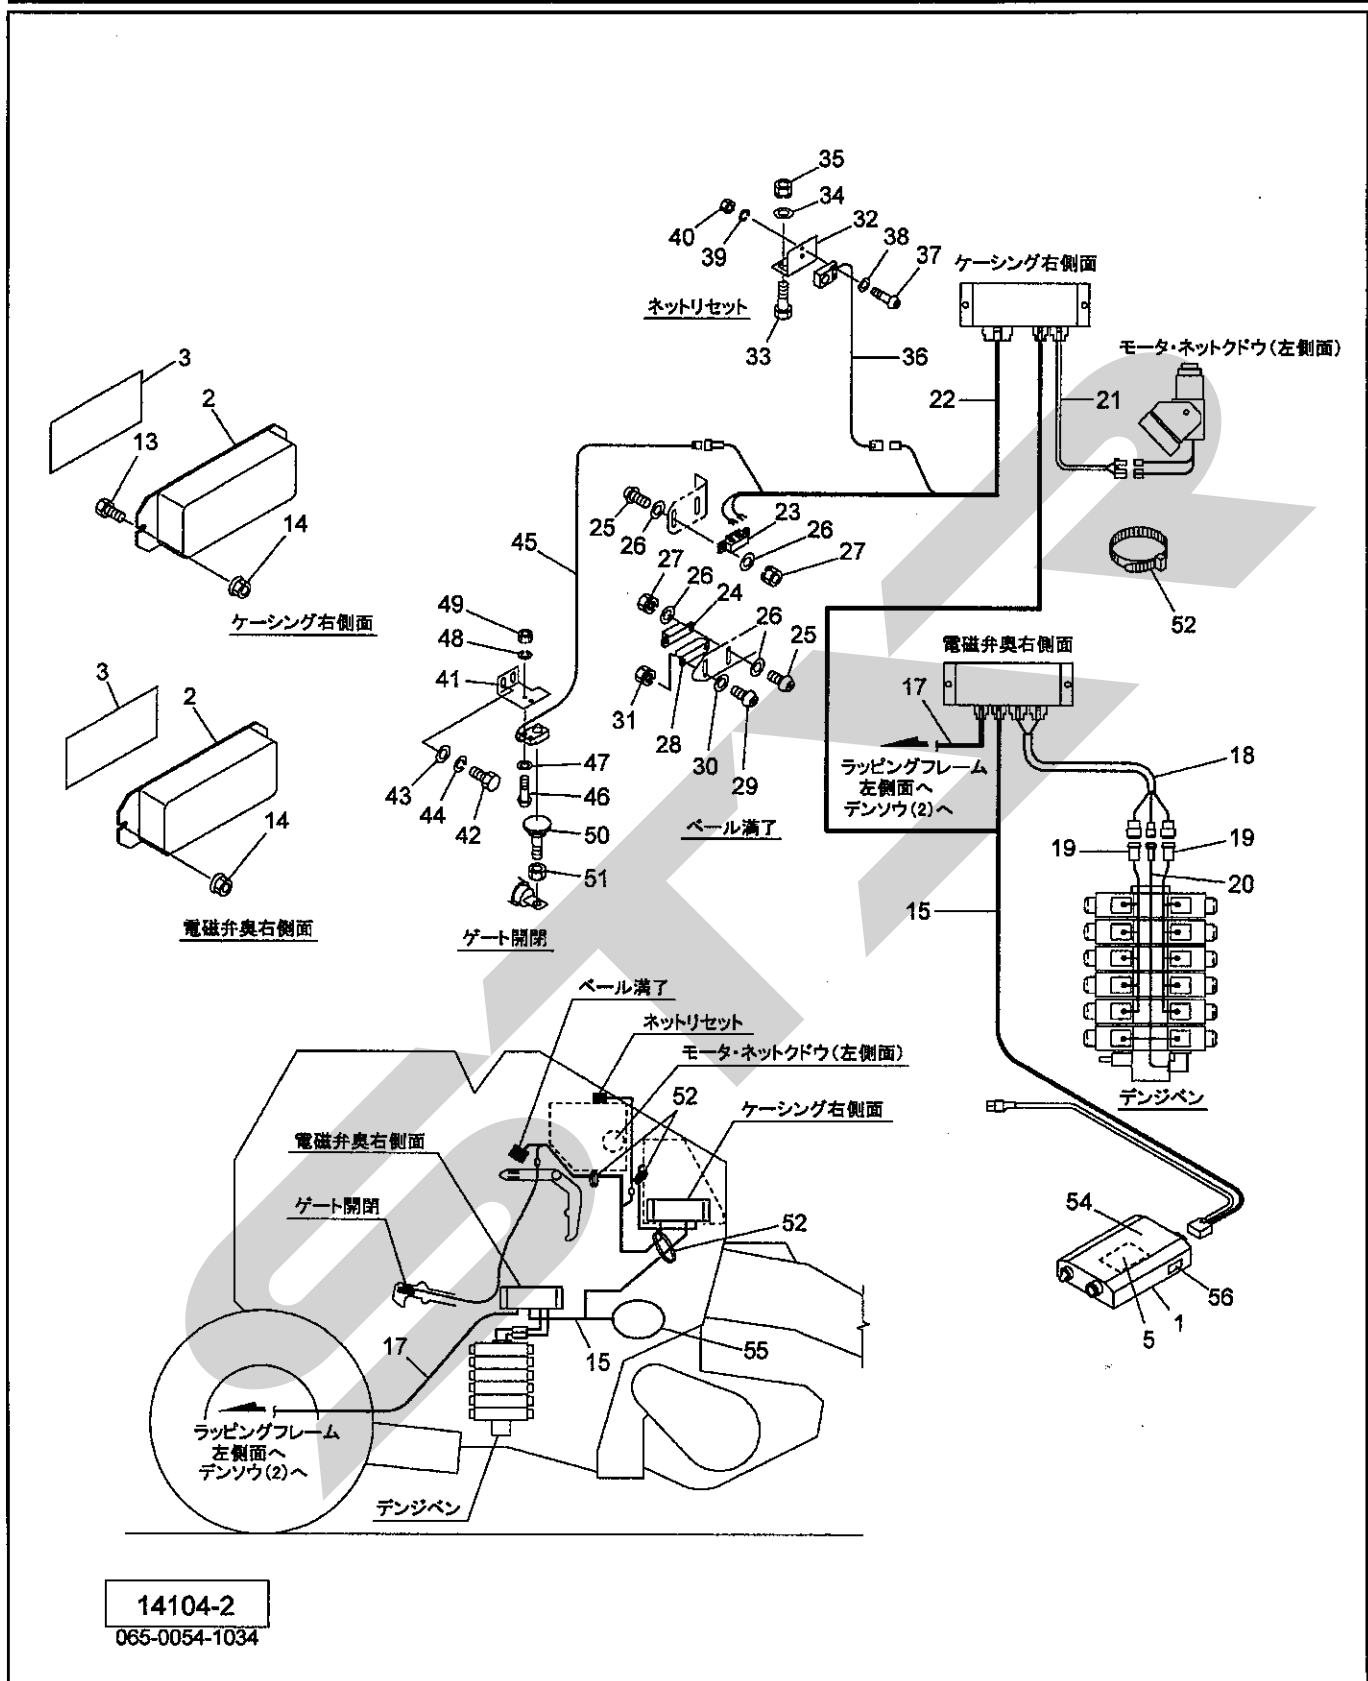 35
34
32
40
39
38
37
ケーシング右側面
ネットリセット
33
36
モータ・ネットクドウ(左側面)
3
2
22
21
13
25
26
23
26
27
14
45
27
26
24
26
52
ケーシング右側面
49
48
25
電磁弁奥右側面
41
17
3
2
31
28
30
29
18
47
ラッピングフレーム
左側面へ
デンソウ(2)へ
43
44
42
46
14
50
ベール満了
19
19
51
20
電磁弁奥右側面
ゲート開閉
15
ベール満了
ネットリセット
モータ・ネットクドウ(左側面)
デンジベン
52
ケーシング右側面
電磁弁奥右側面
ゲート開閉
54
52
56
5
1
17
15
55
ラッピングフレーム
左側面へ
デンソウ(2)へ
デンジベン
14104-2
065-0054-1034
STAR